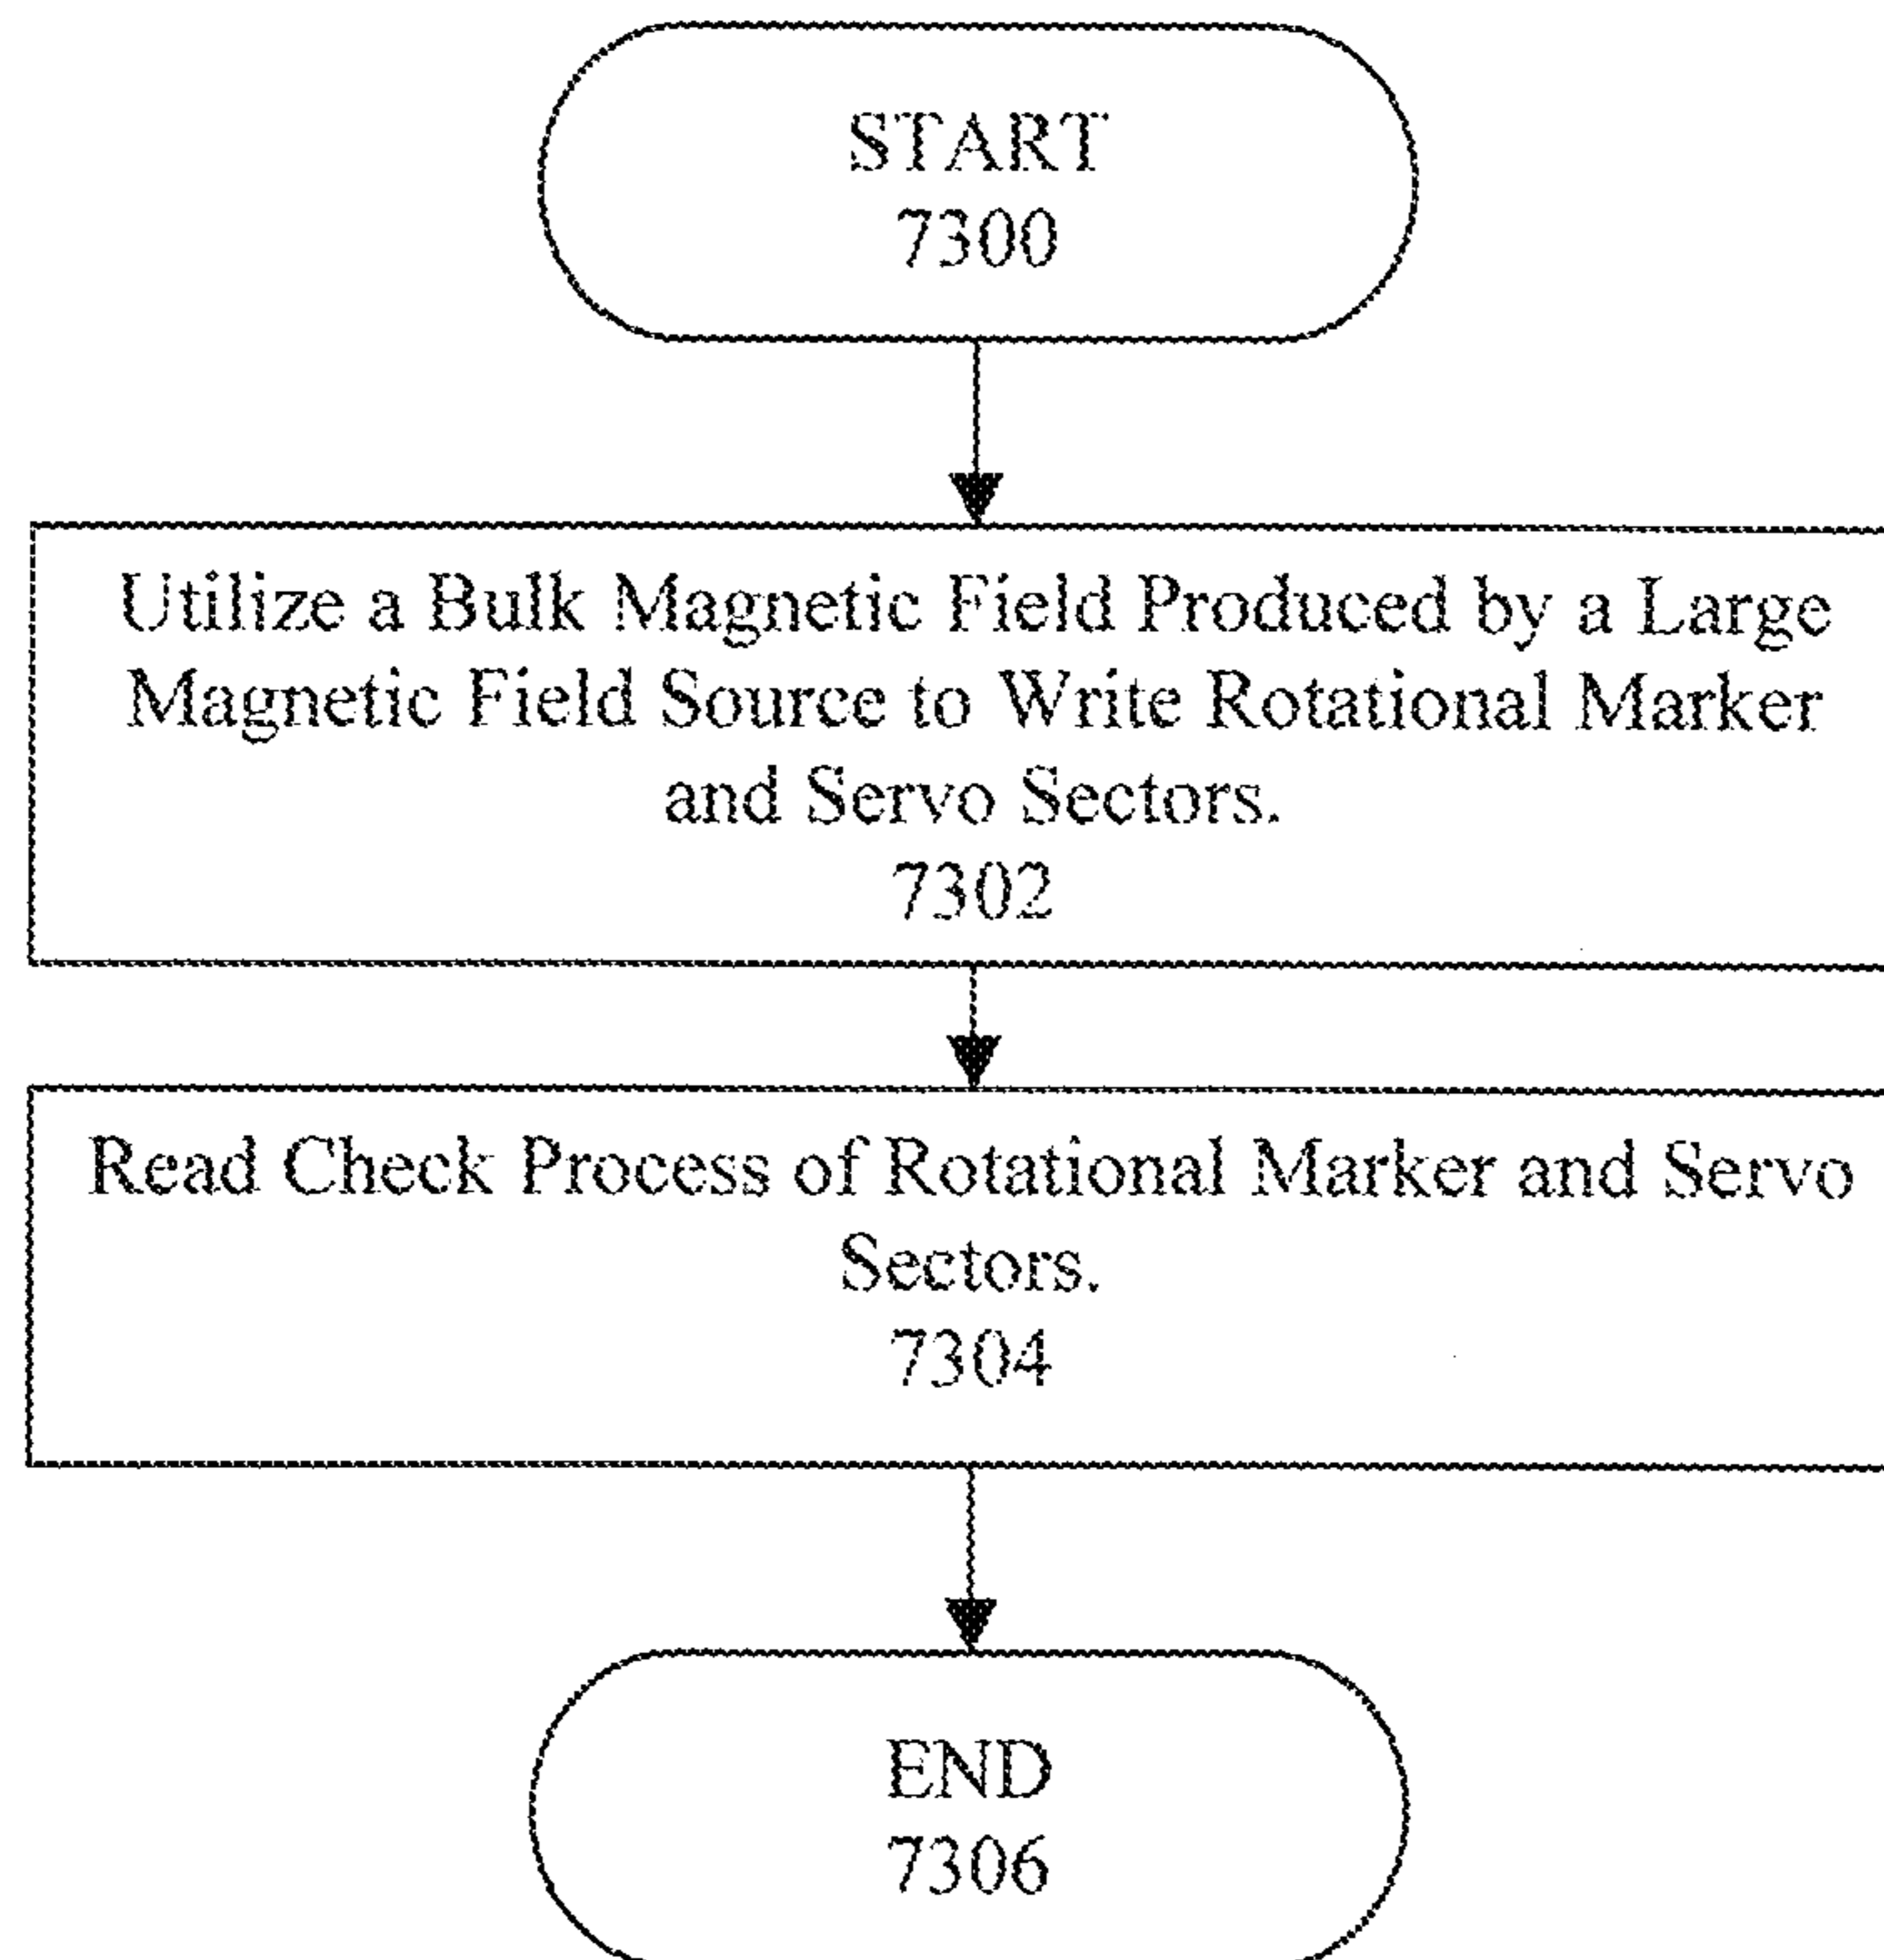 START
7300
Utilize a Bulk Magnetic Field Produced by a Large
Magnetic Field Source to Write Rotational Marker
and Servo Sectors.
7302
Read Check Process of Rotational Marker and Servo
Sectors.
7304
END
7306